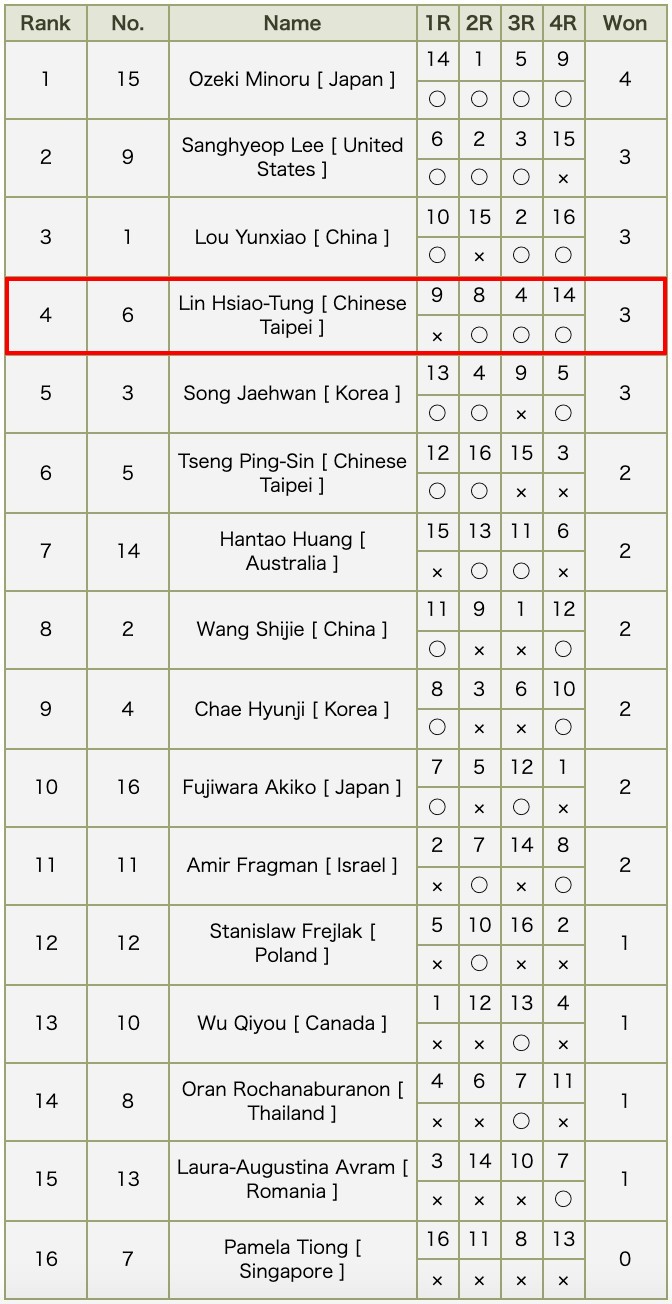 Rank No. Name 1R 2R 3R 4R Won
14 1 5 9
1 15 Ozeki Minoru [ Japan ] 4
○ ○ ○ ○
6 2 3 15
2 9 Sanghyeop Lee [ United 3
States ]
○ ○ ○ ×
10 15 2 16
3 1 Lou Yunxiao [ China ] 3
○ × ○ ○
9 8 4 14
4 6 Lin Hsiao-Tung [ Chinese 3
Taipei ]
× ○ ○ ○
13 4 9 5
5 3 Song Jaehwan [ Korea ] 3
○ ○ × ○
12 16 15 3
6 5 Tseng Ping-Sin [ Chinese 2
Taipei ]
○ ○ × ×
15 13 11 6
7 14 Hantao Huang [ 2
Australia ]
× ○ ○ ×
11 9 1 12
8 2 Wang Shijie [ China ] 2
○ × × ○
8 3 6 10
9 4 Chae Hyunji [ Korea ] 2
○ × × ○
7 5 12 1
10 16 Fujiwara Akiko [ Japan ] 2
○ × ○ ×
2 7 14 8
11 11 Amir Fragman [ Israel ] 2
× ○ × ○
5 10 16 2
12 12 Stanislaw Frejlak [ 1
Poland ]
× ○ × ×
1 12 13 4
13 10 Wu Qiyou [ Canada ] 1
× × ○ ×
4 6 7 11
14 8 Oran Rochanaburanon [ 1
Thailand ]
× × ○ ×
3 14 10 7
15 13 Laura-Augustina Avram [ 1
Romania ]
× × × ○
16 11 8 13
16 7 Pamela Tiong [ 0
Singapore ]
× × × ×